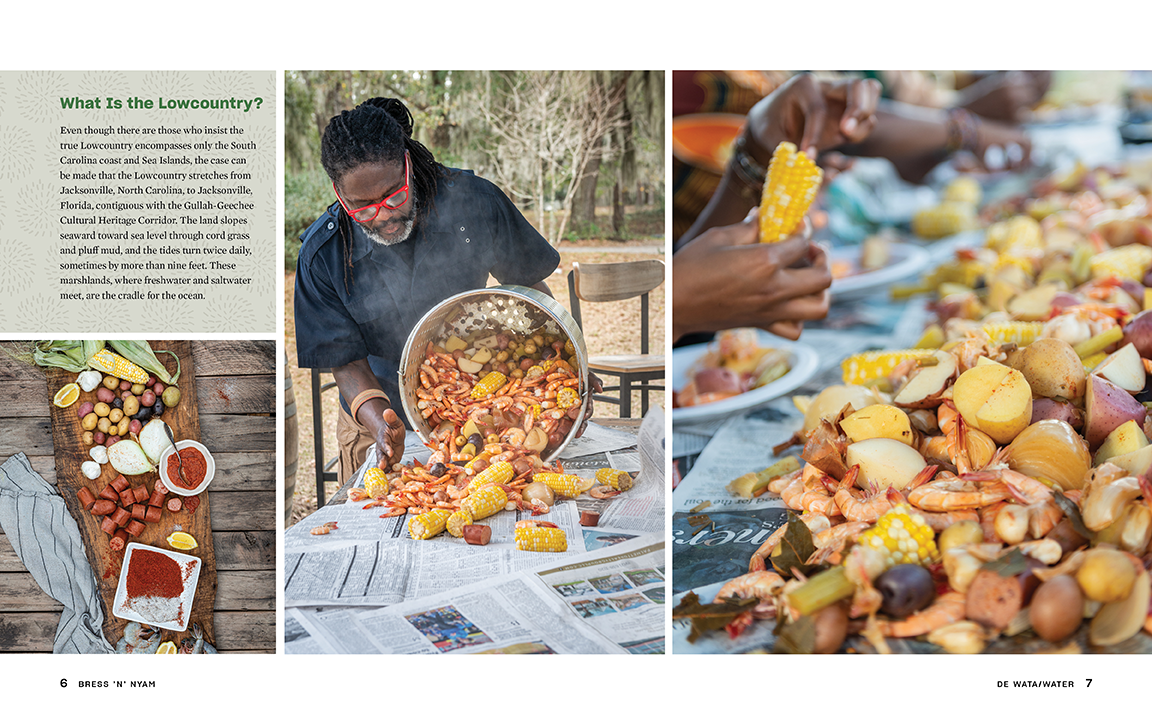 What Is the Lowcountry?
Even though there are those who insist the
true Lowcountry encompasses only the South
Carolina coast and Sea Islands, the case can
be made that the Lowcountry stretches from
Jacksonville, North Carolina, to Jacksonville,
Florida, contiguous with the Gullah-Geechee
Cultural Heritage Corridor. The land slopes
seaward toward sea level through cord grass
and pluff mud, and the tides turn twice daily,
sometimes by more than nine feet. These
marshlands, where freshwater and saltwater
meet, are the cradle for the ocean.
6 BRESS 'N' NYAM
DE WATA/WATER 7